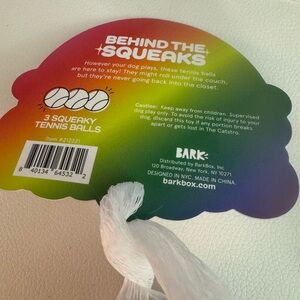 BEHIND THE
SQUEAKS
However your dog plays, these tennis balls
are here to stay! They might roll under the couch,
but they're never going back into the closet.
3 SQUEAKY
TENNIS BALLS
Caution: Keep away from children. Supervised
dog play only. To avoid the risk of injury to your
dog, discard this toy if any portion breaks
apart or gets lost in The Catstro.
8 40134 64532 2
BARK
Distributed by BarkBox, Inc.
120 Broadway, New York, NY 10271
DESIGNED IN NYC. MADE IN CHINA.
barkbox.com